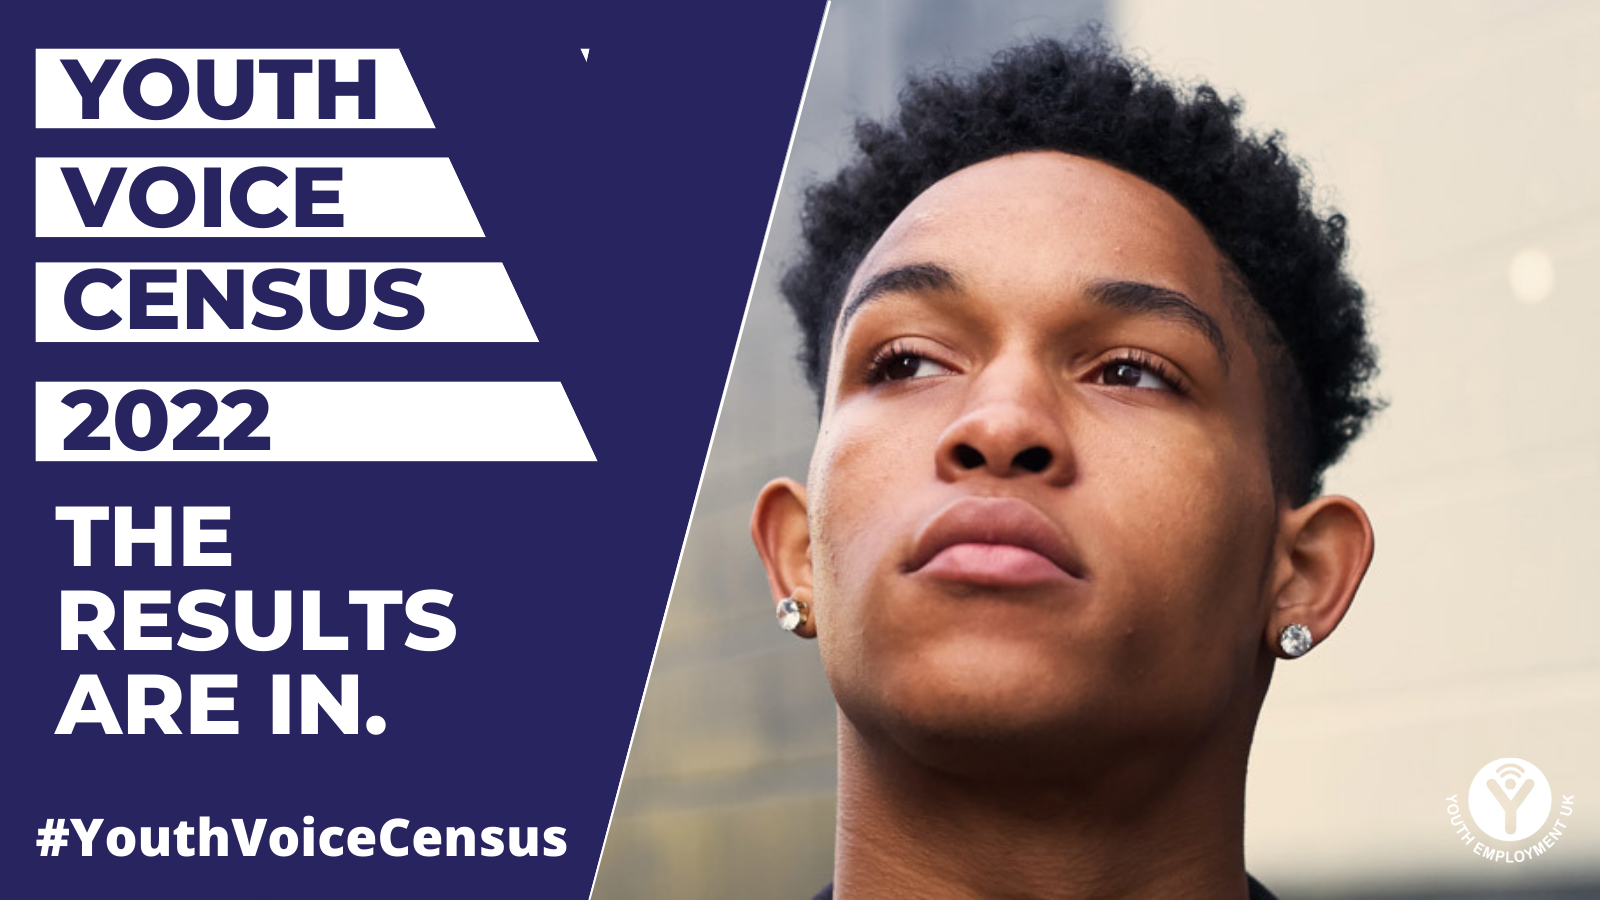 YOUTH
VOICE
CENSUS
2022
THE
RESULTS
ARE IN.
#YouthVoiceCensus
YOUTH EMPLOYMENT UK